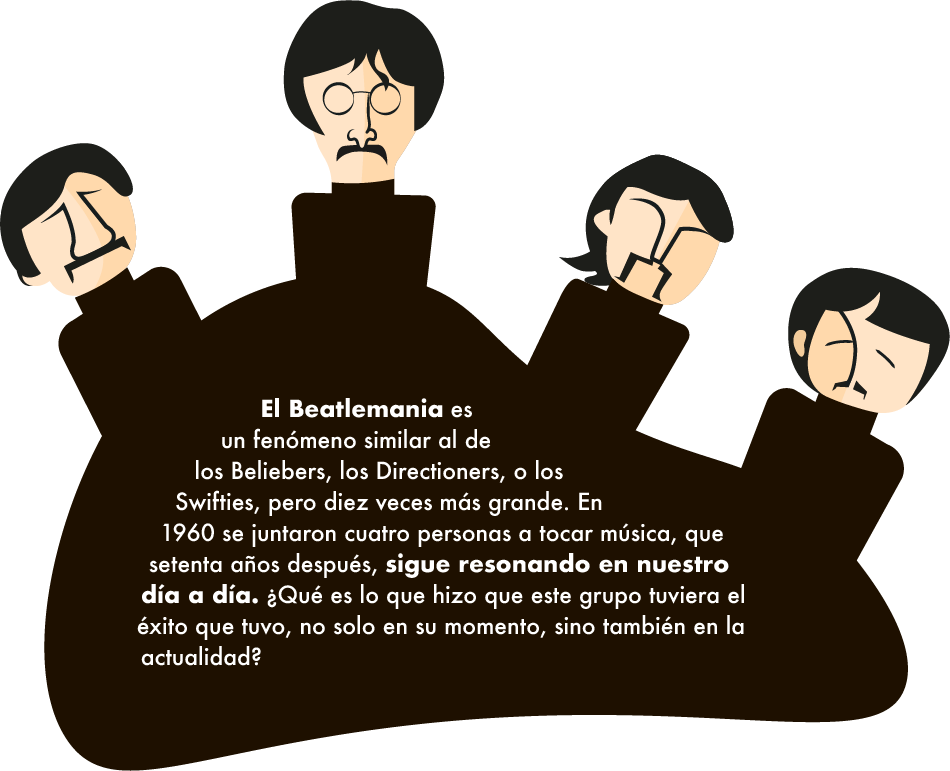 El Beatlemania es
un fenómeno similar al de
los Beliebers, los Directioners, o los
Swifties, pero diez veces más grande. En
1960 se juntaron cuatro personas a tocar música, que
setenta años después, sigue resonando en nuestro
día a día. ¿Qué es lo que hizo que este grupo tuviera el
éxito que tuvo, no solo en su momento, sino también en la
actualidad?